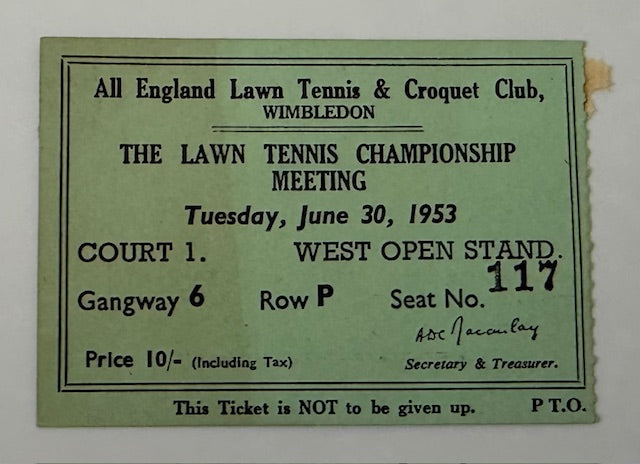 All England Lawn Tennis & Croquet Club,
WIMBLEDON
THE LAWN TENNIS CHAMPIONSHIP
MEETING
Tuesday, June 30, 1953
COURT 1. WEST OPEN STAND.
Gangway 6 Row P Seat No. 117
ADC Macaulay
Price 10/- (Including Tax) Secretary & Treasurer.
This Ticket is NOT to be given up. P T.O.